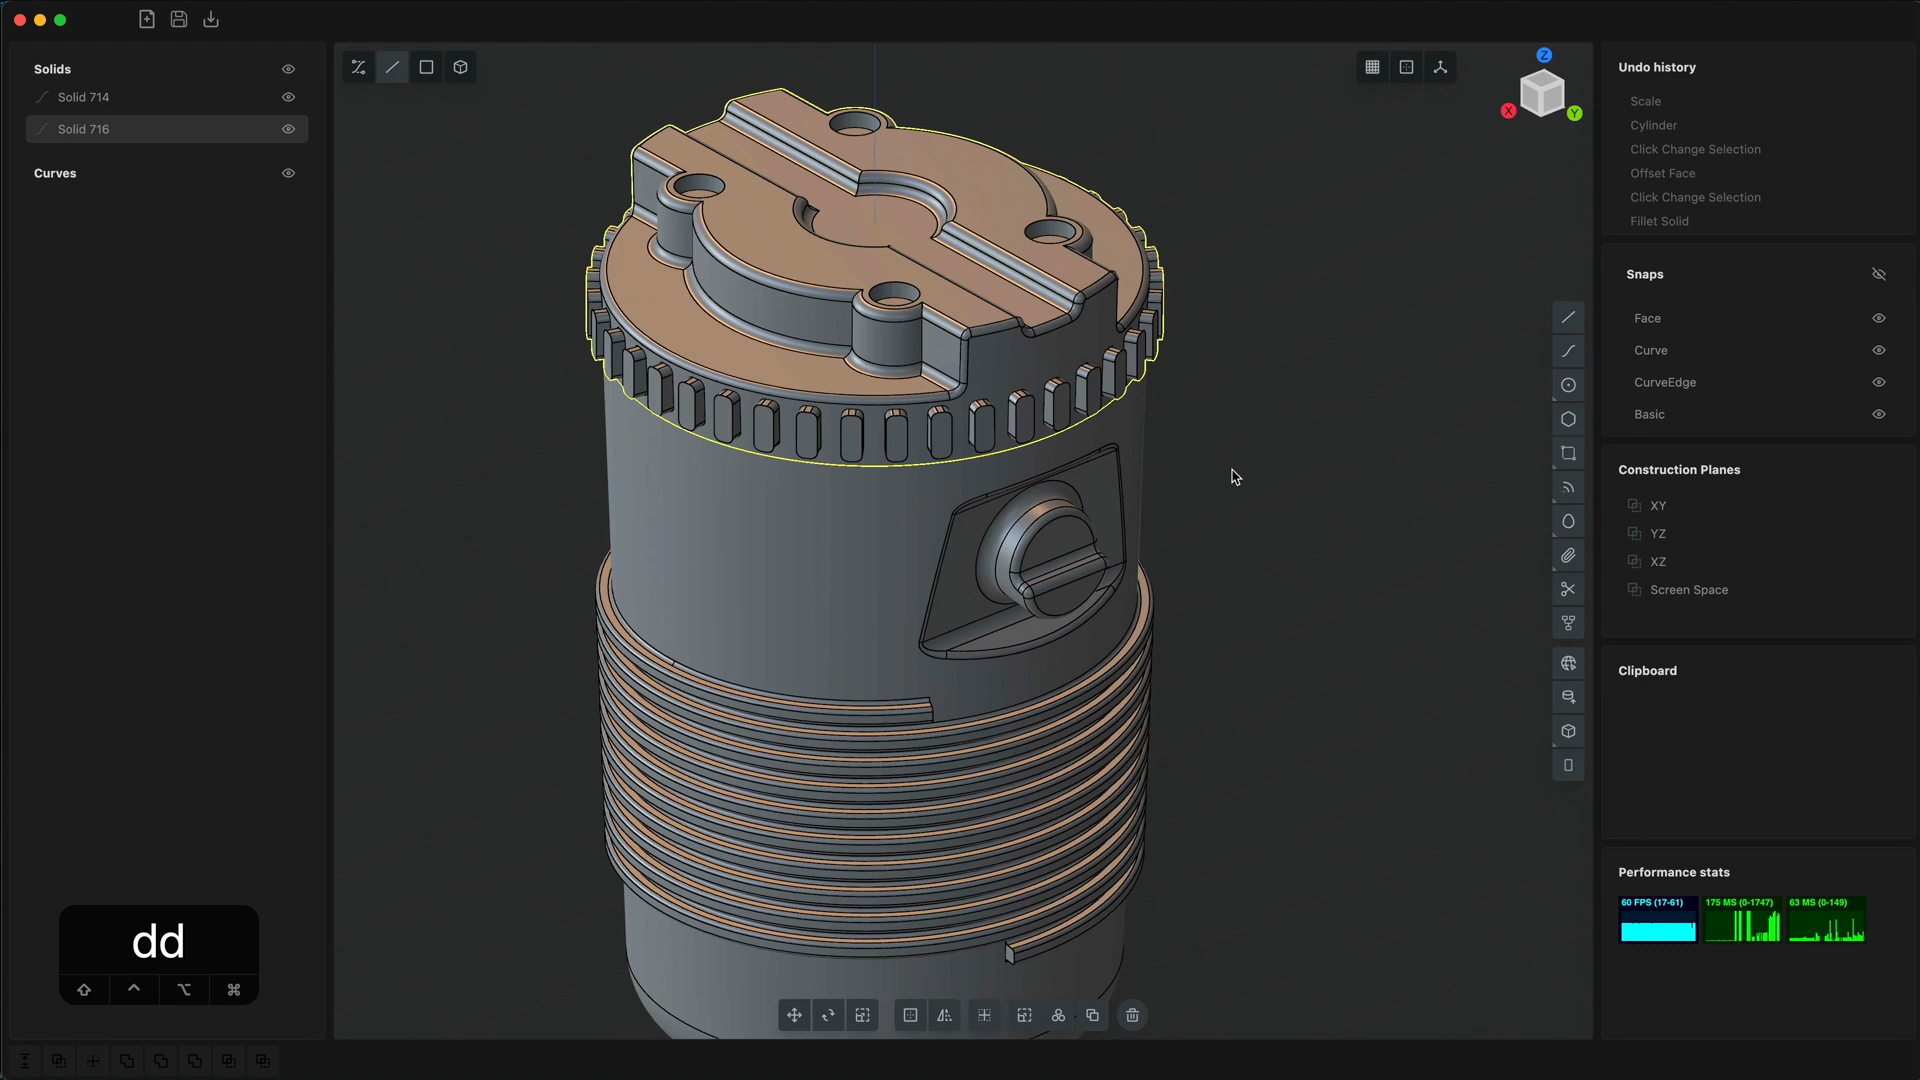 Solids
Solid 714
Solid 716
Curves
dd
Z
X
Y
Undo history
Scale
Cylinder
Click Change Selection
Offset Face
Click Change Selection
Fillet Solid
Snaps
Face
Curve
CurveEdge
Basic
Construction Planes
XY
YZ
XZ
Screen Space
Clipboard
Performance stats
60 FPS (17-61)
175 MS (0-1747)
63 MS (0-149)